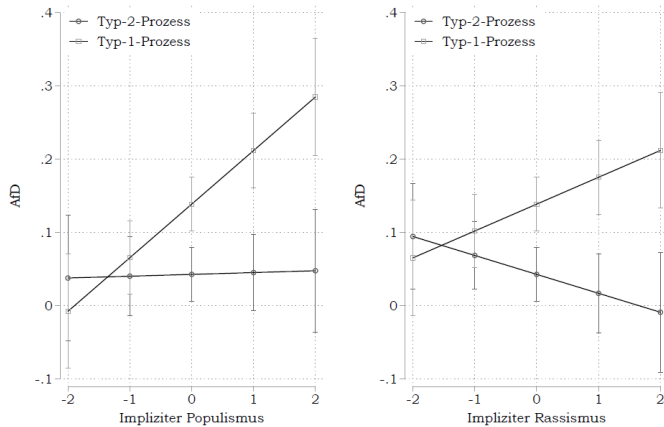 Typ-2-Prozess
Typ-1-Prozess
.4
.3
.2
.1
0
-.1
AfD
-2 -1 0 1 2
Impliziter Populismus
Typ-2-Prozess
Typ-1-Prozess
.4
.3
.2
.1
0
-.1
AfD
-2 -1 0 1 2
Impliziter Rassismus